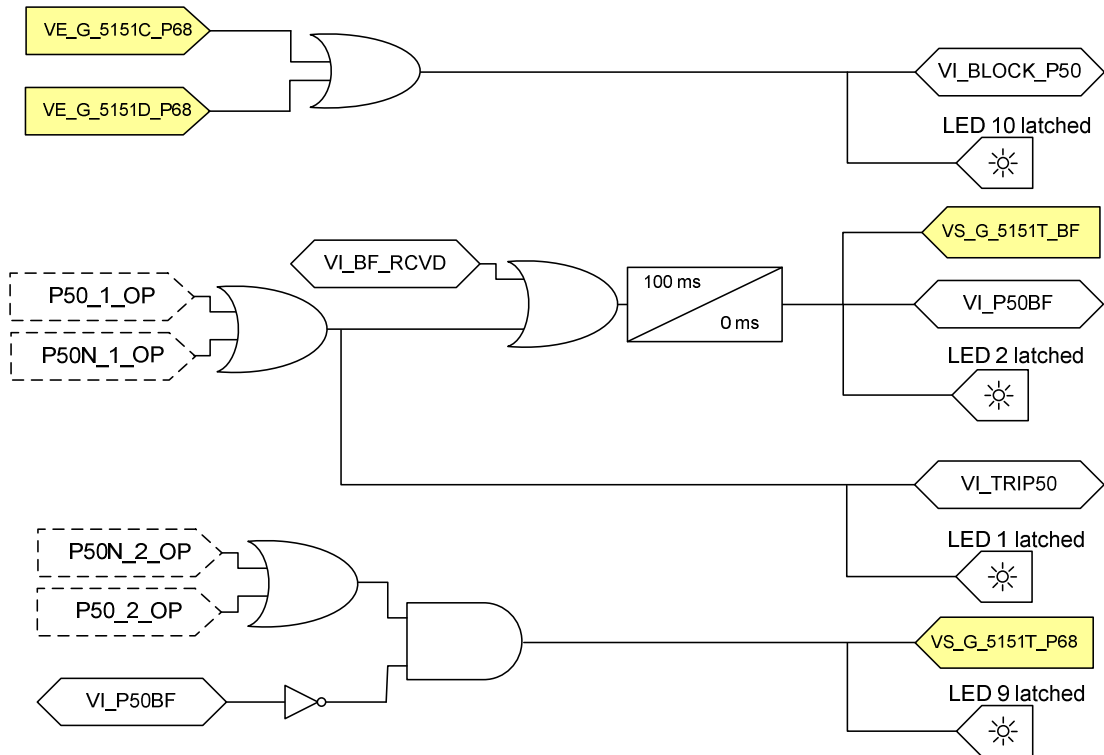 VE_G_5151C_P68
VI_BLOCK_P50
VE_G_5151D_P68
LED 10 latched
VS_G_5151T_BF
VI_BF_RCVD
P50_1_OP
100 ms
0 ms
VI_P50BF
P50N_1_OP
LED 2 latched
VI_TRIP50
P50N_2_OP
LED 1 latched
P50_2_OP
VS_G_5151T_P68
VI_P50BF
LED 9 latched